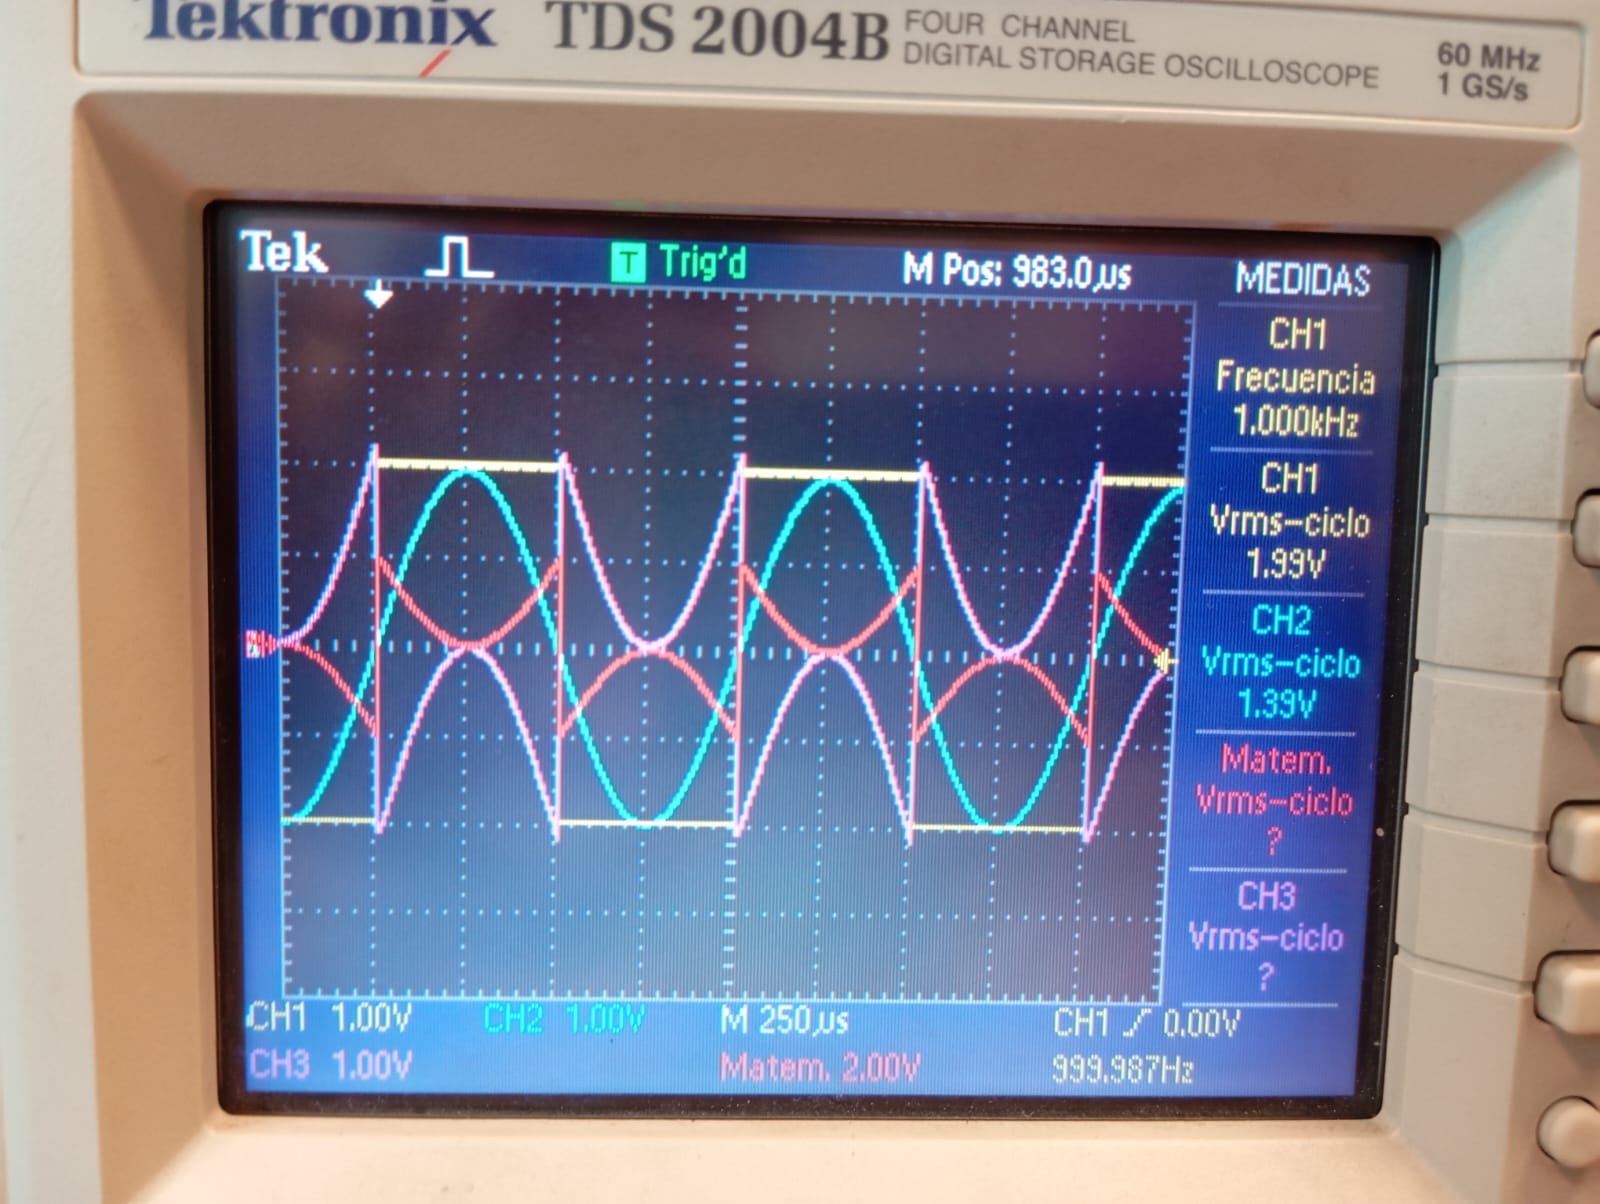 Tektronix TDS 2004B FOUR CHANNEL
DIGITAL STORAGE OSCILLOSCOPE
60 MHz
1 GS/s
Tek T Trig'd M Pos: 983.0µs MEDIDAS
CH1
Frecuencia
1.000kHz
CH1
Vrms-ciclo
1.99V
CH2
Vrms-ciclo
1.39V
Matem.
Vrms-ciclo
?
CH3
Vrms-ciclo
?
CH1 1.00V CH2 1.00V M 250µs CH1 0.00V
CH3 1.00V Matem. 2.00V 999.987Hz